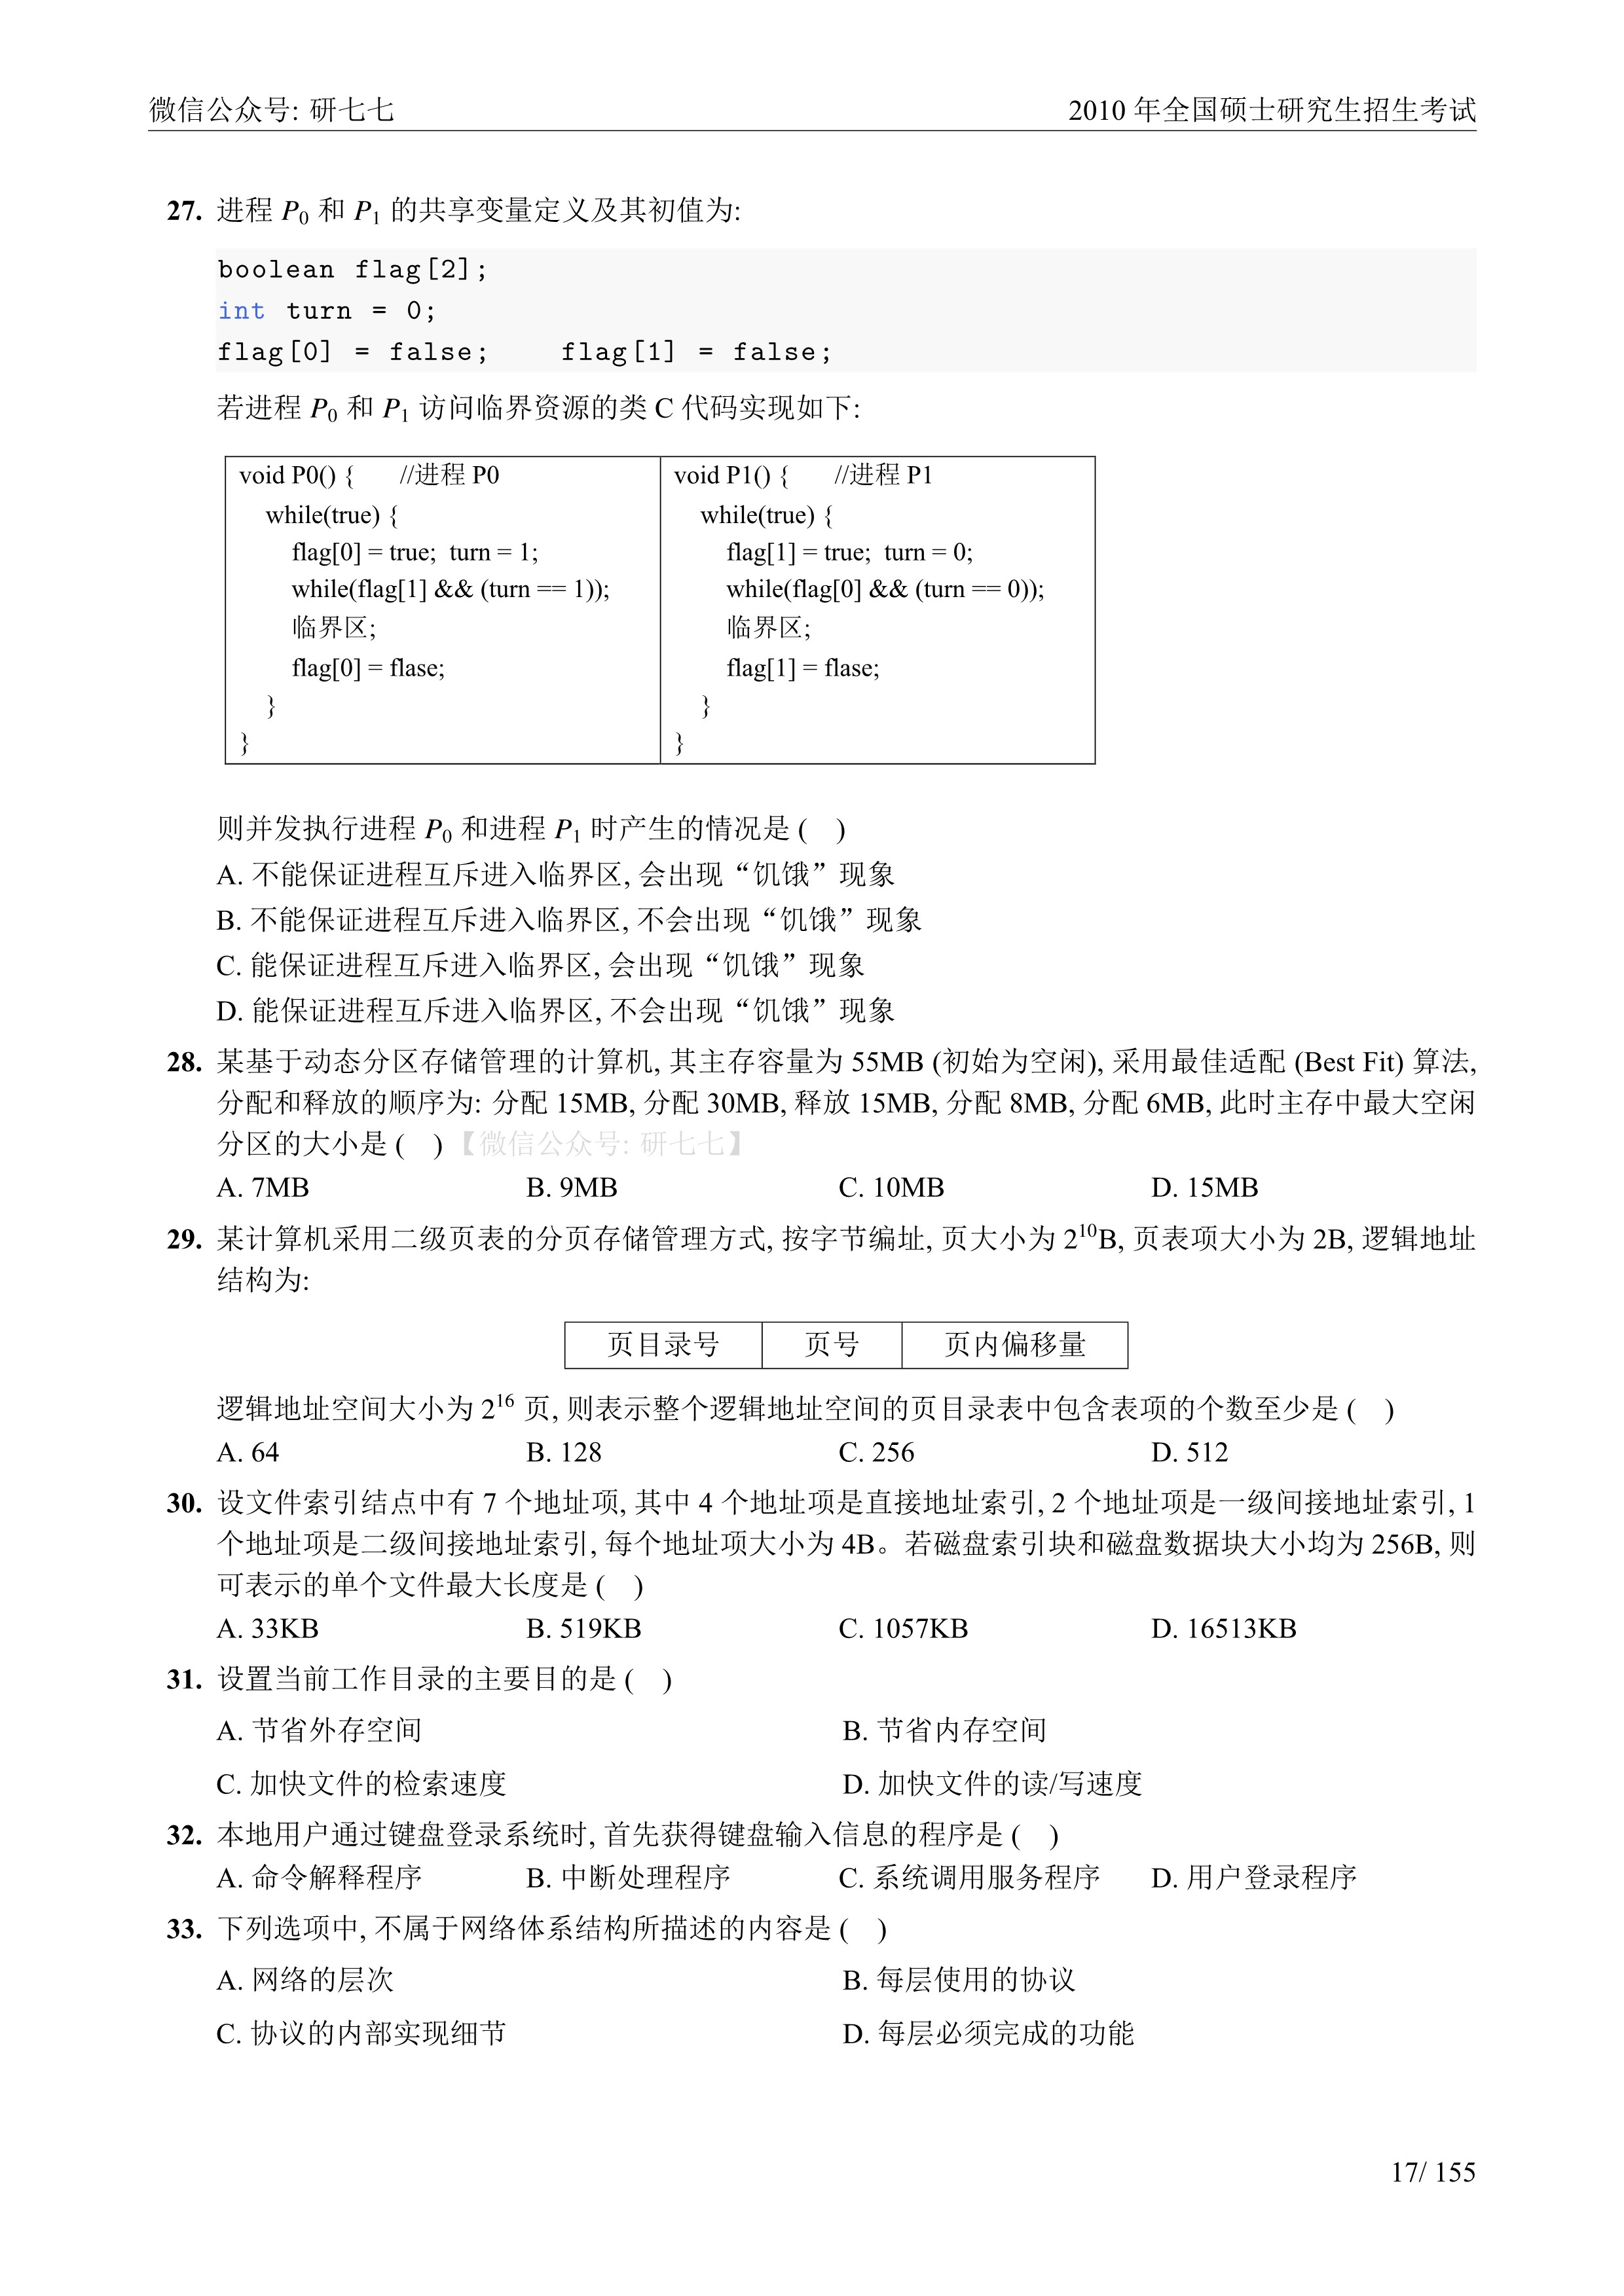 微信公众号: 研七七 2010 年全国硕士研究生招生考试
27. 进程 P0 和 P1 的共享变量定义及其初值为:
boolean flag[2];
int turn = 0;
flag[0] = false; flag[1] = false;
若进程 P0 和 P1 访问临界资源的类 C 代码实现如下:
void P0() { //进程 P0
while(true) {
flag[0] = true; turn = 1;
while(flag[1] && (turn == 1));
临界区;
flag[0] = flase;
}
}
void P1() { //进程 P1
while(true) {
flag[1] = true; turn = 0;
while(flag[0] && (turn == 0));
临界区;
flag[1] = flase;
}
}
则并发执行进程 P0 和进程 P1 时产生的情况是 ( )
A. 不能保证进程互斥进入临界区, 会出现“饥饿”现象
B. 不能保证进程互斥进入临界区, 不会出现“饥饿”现象
C. 能保证进程互斥进入临界区, 会出现“饥饿”现象
D. 能保证进程互斥进入临界区, 不会出现“饥饿”现象
28. 某基于动态分区存储管理的计算机, 其主存容量为 55MB (初始为空闲), 采用最佳适配 (Best Fit) 算法,
分配和释放的顺序为: 分配 15MB, 分配 30MB, 释放 15MB, 分配 8MB, 分配 6MB, 此时主存中最大空闲
分区的大小是 ( ) 【微信公众号: 研七七】
A. 7MB B. 9MB C. 10MB D. 15MB
29. 某计算机采用二级页表的分页存储管理方式, 按字节编址, 页大小为 2^10B, 页表项大小为 2B, 逻辑地址
结构为:
页目录号 页号 页内偏移量
逻辑地址空间大小为 2^16 页, 则表示整个逻辑地址空间的页目录表中包含表项的个数至少是 ( )
A. 64 B. 128 C. 256 D. 512
30. 设文件索引结点中有 7 个地址项, 其中 4 个地址项是直接地址索引, 2 个地址项是一级间接地址索引, 1
个地址项是二级间接地址索引, 每个地址项大小为 4B。若磁盘索引块和磁盘数据块大小均为 256B, 则
可表示的单个文件最大长度是 ( )
A. 33KB B. 519KB C. 1057KB D. 16513KB
31. 设置当前工作目录的主要目的是 ( )
A. 节省外存空间 B. 节省内存空间
C. 加快文件的检索速度 D. 加快文件的读/写速度
32. 本地用户通过键盘登录系统时, 首先获得键盘输入信息的程序是 ( )
A. 命令解释程序 B. 中断处理程序 C. 系统调用服务程序 D. 用户登录程序
33. 下列选项中, 不属于网络体系结构所描述的内容是 ( )
A. 网络的层次 B. 每层使用的协议
C. 协议的内部实现细节 D. 每层必须完成的功能
17/ 155